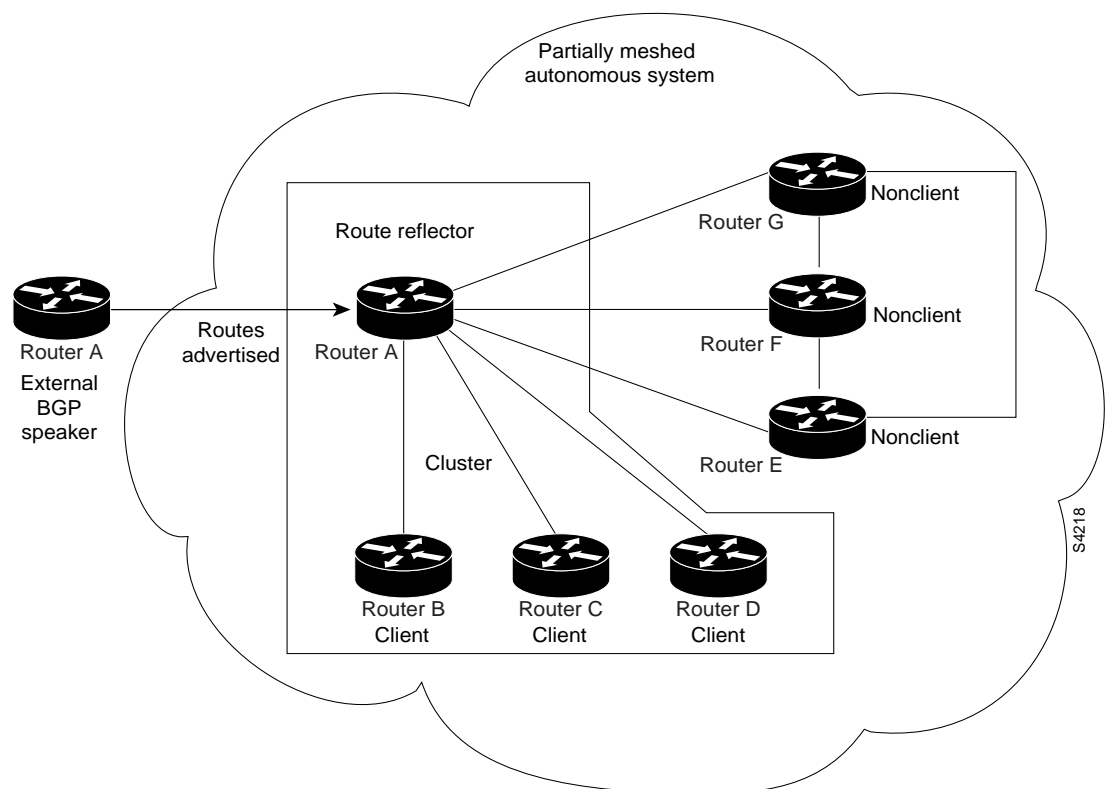 Partially meshed
autonomous system
Nonclient
Router G
Route reflector
Nonclient
Routes
advertised
Router A
Router A
Router F
External
BGP
speaker
Nonclient
Router E
Cluster
S4218
Router B
Client
Router C
Client
Router D
Client